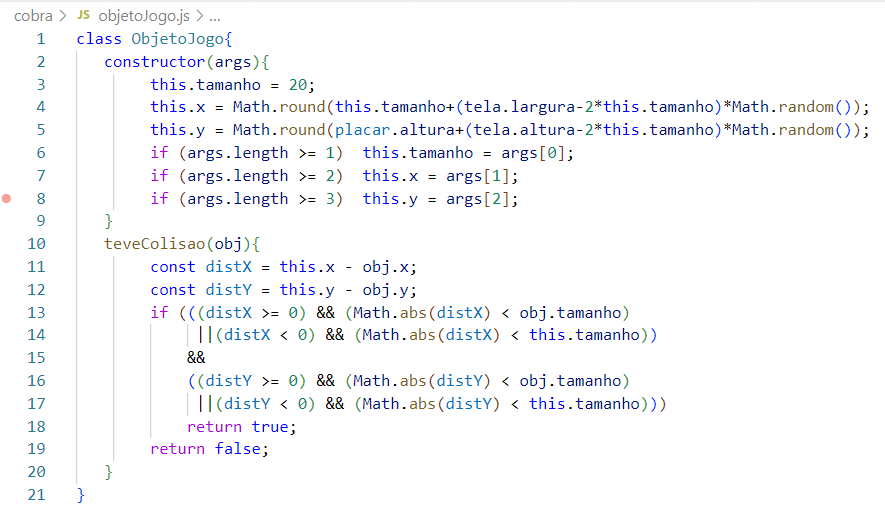 cobra > JS objetoJogo.js > ...
1 class ObjetoJogo{
2 constructor(args){
3 this.tamanho = 20;
4 this.x = Math.round(this.tamanho+(tela.largura-2*this.tamanho)*Math.random());
5 this.y = Math.round(placar.altura+(tela.altura-2*this.tamanho)*Math.random());
6 if (args.length >= 1)  this.tamanho = args[0];
7 if (args.length >= 2)  this.x = args[1];
8 if (args.length >= 3)  this.y = args[2];
9 }
10 teveColisao(obj){
11 const distX = this.x - obj.x;
12 const distY = this.y - obj.y;
13 if (((distX >= 0) && (Math.abs(distX) < obj.tamanho)
14 ||(distX < 0) && (Math.abs(distX) < this.tamanho))
15 &&
16 ((distY >= 0) && (Math.abs(distY) < obj.tamanho)
17 ||(distY < 0) && (Math.abs(distY) < this.tamanho)))
18 return true;
19 return false;
20 }
21 }